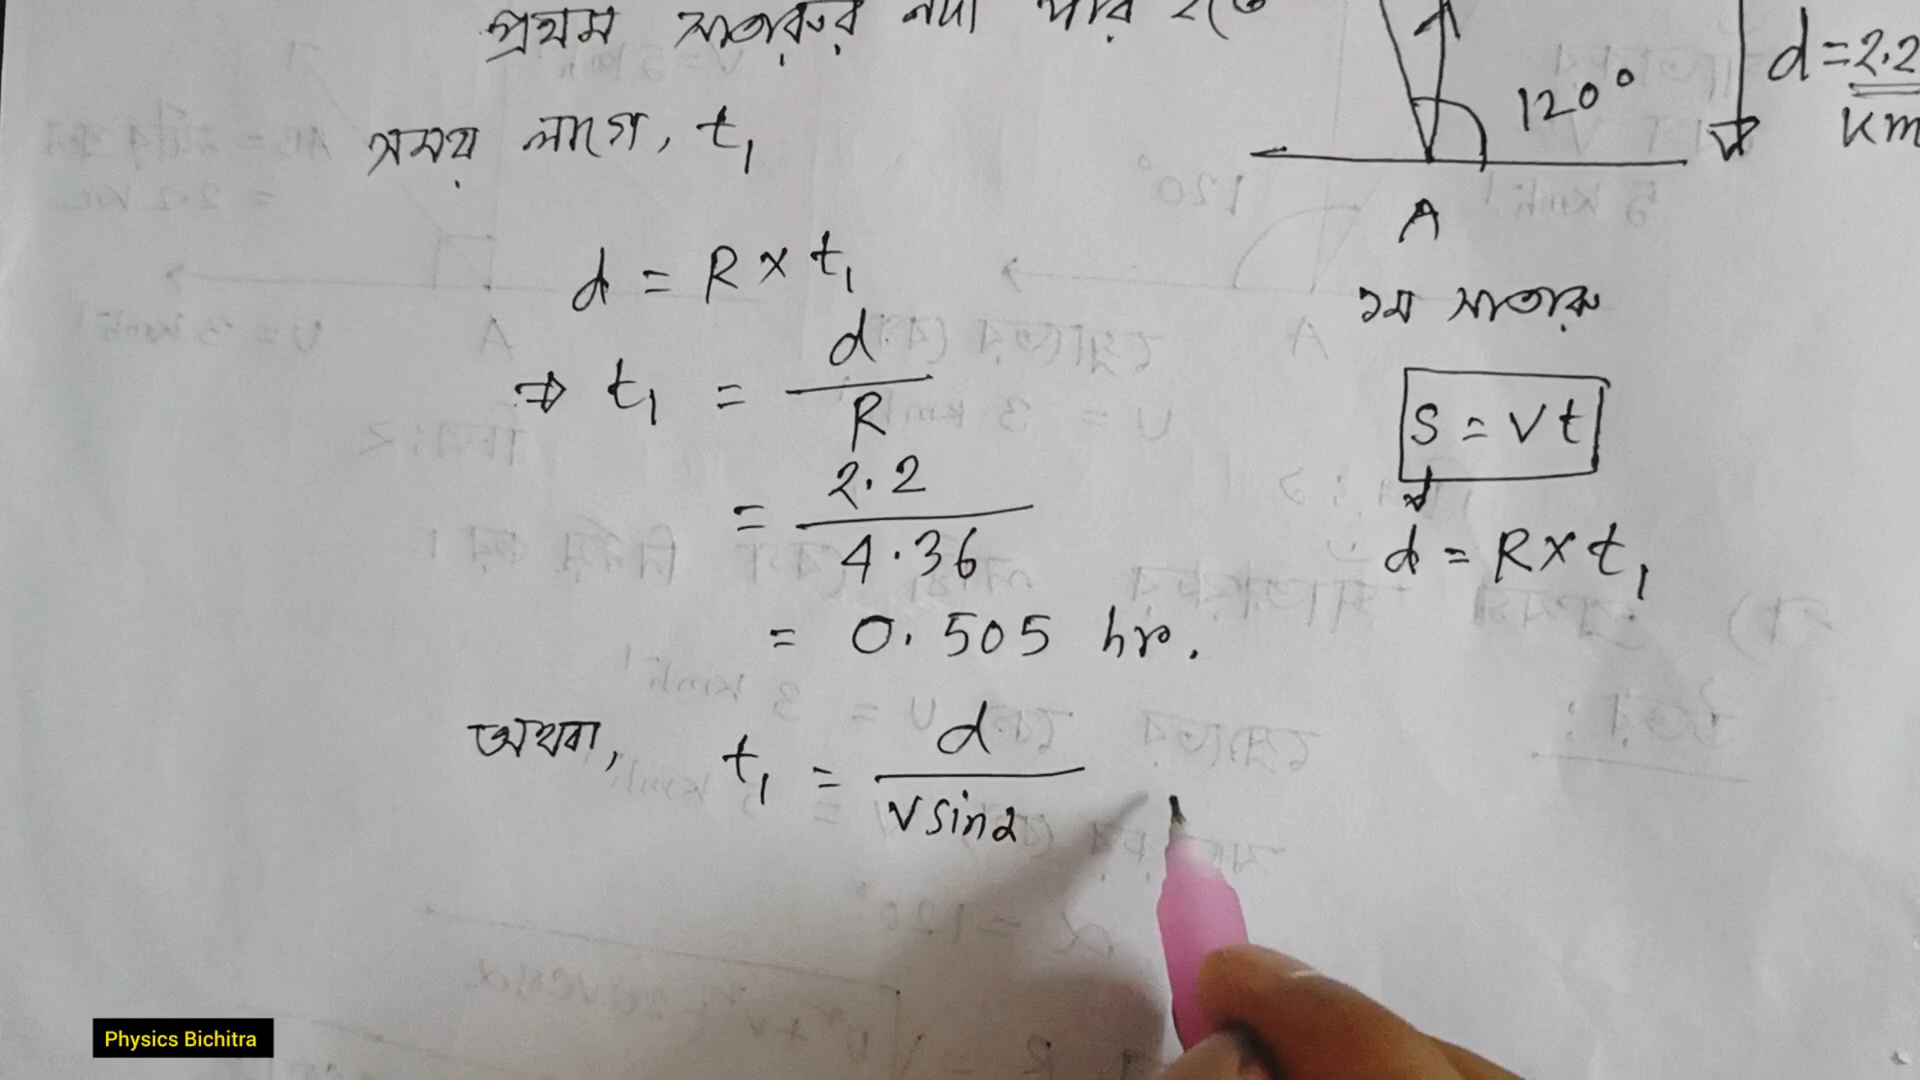 প্রথম সাতারুর নদী পার হতে
সময় লাগে, t₁
d = R × t₁
⇒ t₁ = d / R
= 2.2 / 4.36
= 0.505 hr.
অথবা, t₁ = d / v sin α
120°
d = 2.2
km
A
১ম সাতারু
S = vt
d = R × t₁
Physics Bichitra